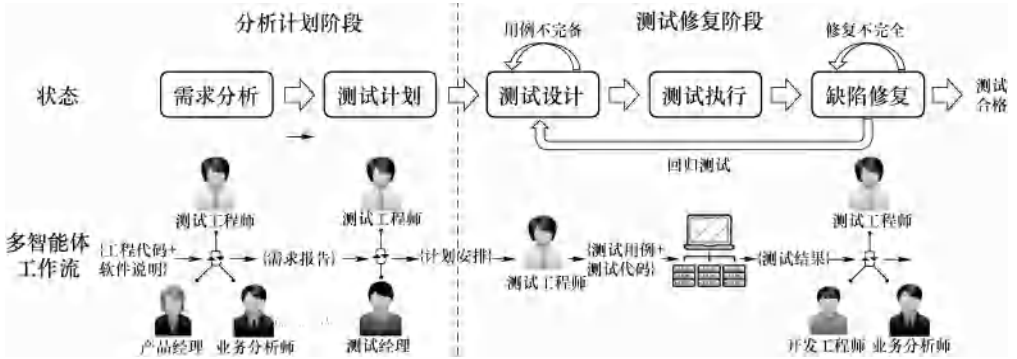 分析计划阶段
测试修复阶段
用例不完备
修复不完全
状态
需求分析
测试计划
测试设计
测试执行
缺陷修复
测试
合格
回归测试
测试工程师
测试工程师
测试工程师
多智能体
工作流
{工程代码+
软件说明}
{需求报告}
{计划安排}
测试工程师
{测试用例+
测试代码}
{测试结果}
产品经理
业务分析师
测试经理
开发工程师
业务分析师